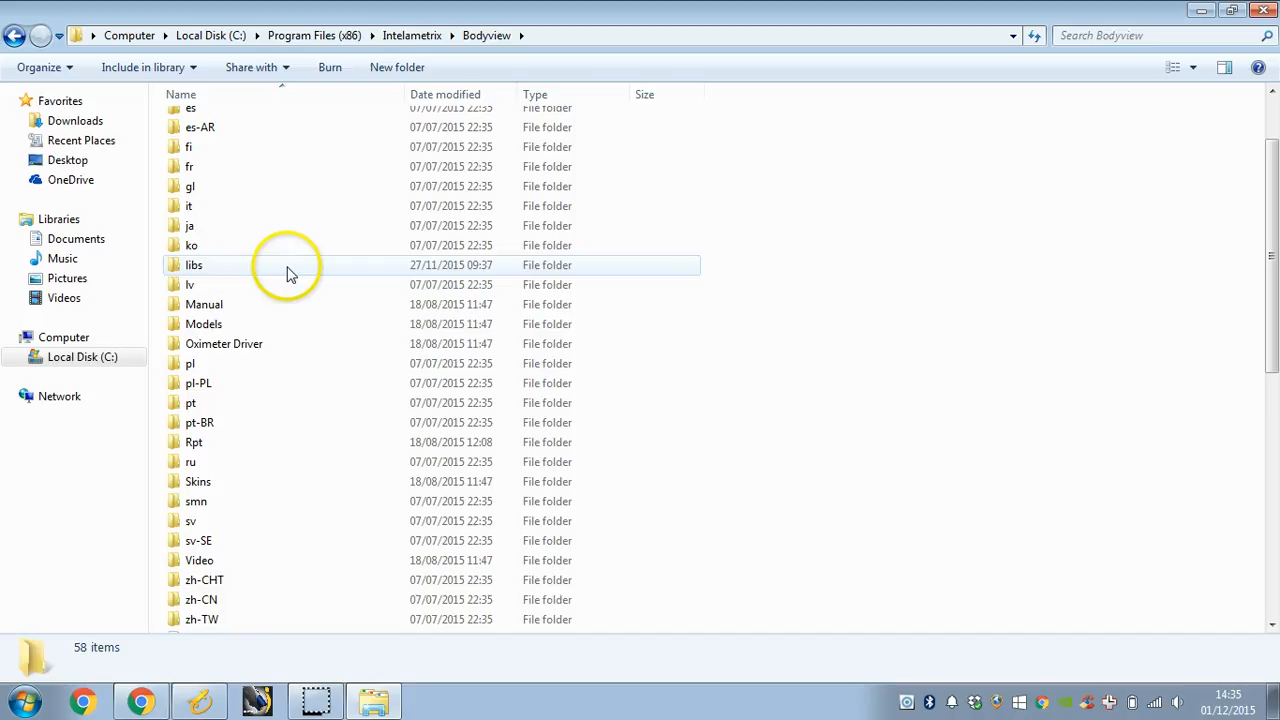 Computer Local Disk (C:) Program Files (x86) Intelametrix Bodyview
Search Bodyview
Organize Include in library Share with Burn New folder
Name Date modified Type Size
Favorites
Downloads
Recent Places
Desktop
OneDrive
Libraries
Documents
Music
Pictures
Videos
Computer
Local Disk (C:)
Network
es 07/07/2015 22:35 File folder
es-AR 07/07/2015 22:35 File folder
fi 07/07/2015 22:35 File folder
fr 07/07/2015 22:35 File folder
gl 07/07/2015 22:35 File folder
it 07/07/2015 22:35 File folder
ja 07/07/2015 22:35 File folder
ko 07/07/2015 22:35 File folder
libs 27/11/2015 09:37 File folder
lv 07/07/2015 22:35 File folder
Manual 18/08/2015 11:47 File folder
Models 18/08/2015 11:47 File folder
Oximeter Driver 18/08/2015 11:47 File folder
pl 07/07/2015 22:35 File folder
pl-PL 07/07/2015 22:35 File folder
pt 07/07/2015 22:35 File folder
pt-BR 07/07/2015 22:35 File folder
Rpt 18/08/2015 12:08 File folder
ru 07/07/2015 22:35 File folder
Skins 18/08/2015 11:47 File folder
smn 07/07/2015 22:35 File folder
sv 07/07/2015 22:35 File folder
sv-SE 07/07/2015 22:35 File folder
Video 18/08/2015 11:47 File folder
zh-CHT 07/07/2015 22:35 File folder
zh-CN 07/07/2015 22:35 File folder
zh-TW 07/07/2015 22:35 File folder
58 items
14:35
01/12/2015